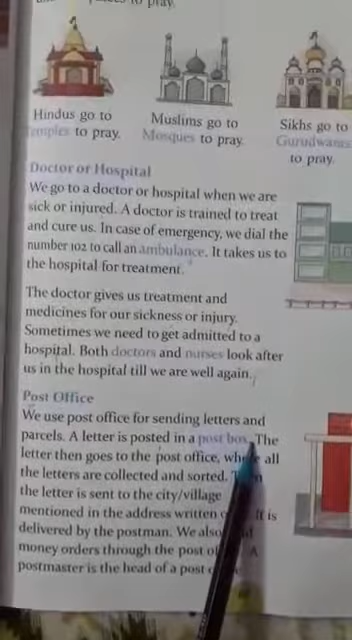 to pray.
Hindus go to
Temples to pray.
Muslims go to
Mosques to pray.
Sikhs go to
Gurudwaras
to pray.
Doctor or Hospital
We go to a doctor or hospital when we are
sick or injured. A doctor is trained to treat
and cure us. In case of emergency, we dial the
number 102 to call an ambulance. It takes us to
the hospital for treatment.
The doctor gives us treatment and
medicines for our sickness or injury.
Sometimes we need to get admitted to a
hospital. Both doctors and nurses look after
us in the hospital till we are well again.
Post Office
We use post office for sending letters and
parcels. A letter is posted in a post box. The
letter then goes to the post office, where all
the letters are collected and sorted.
the letter is sent to the city/village
mentioned in the address written It is
delivered by the postman. We also
money orders through the post A
postmaster is the head of a post